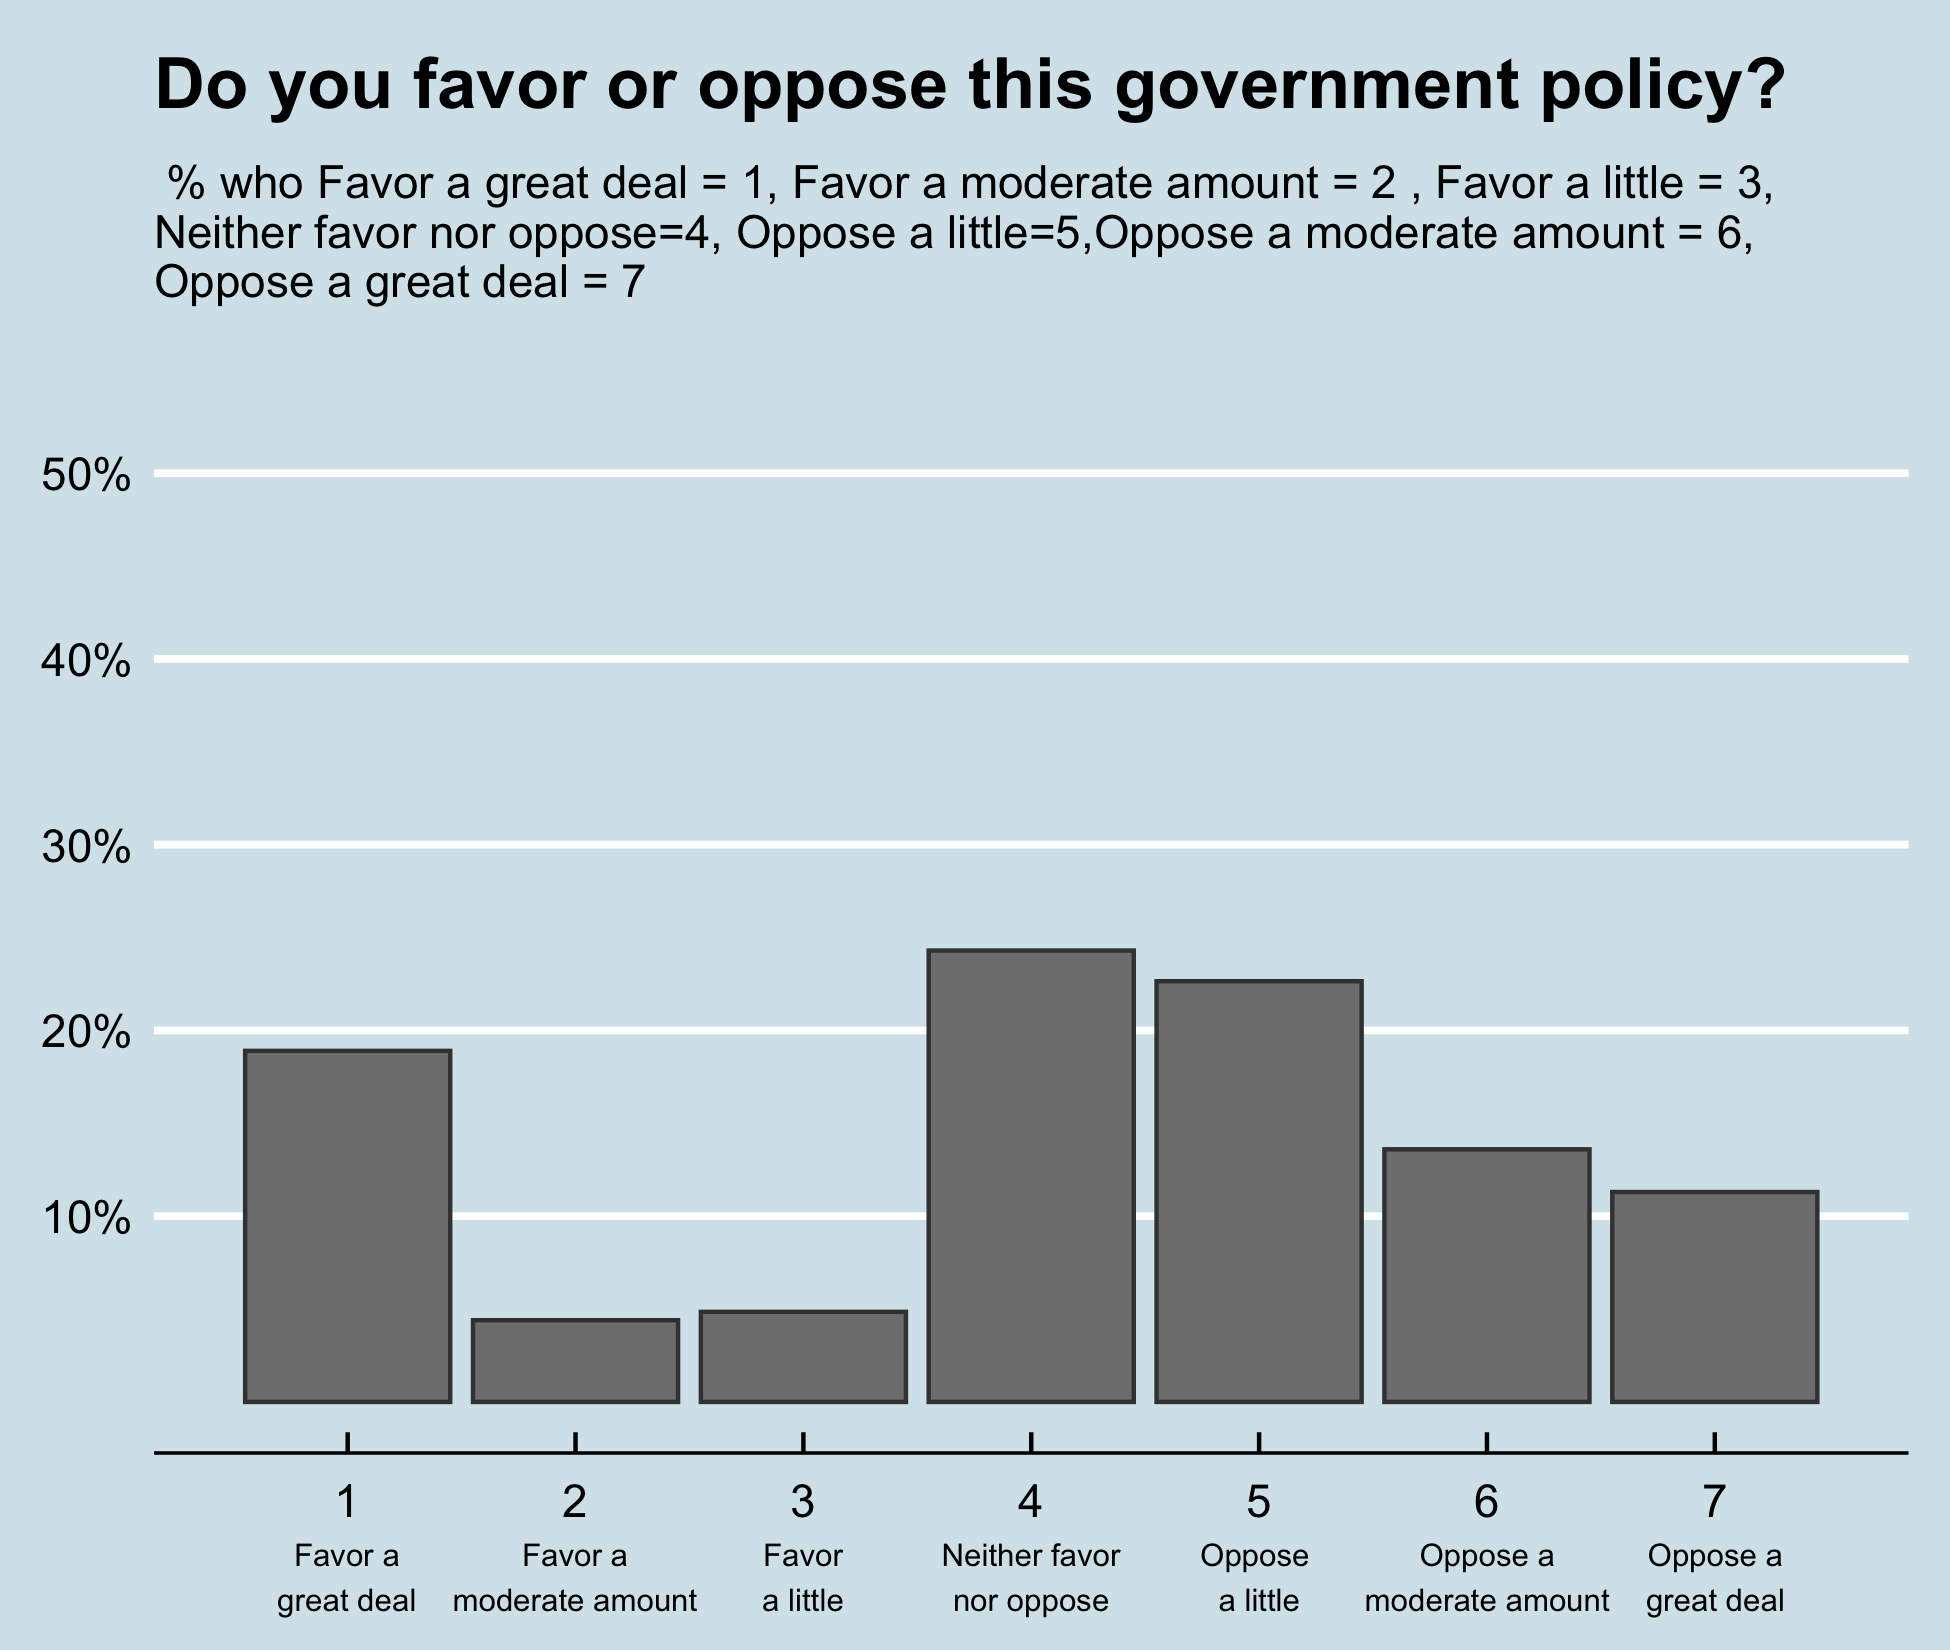 Do you favor or oppose this government policy?
% who Favor a great deal = 1, Favor a moderate amount = 2 , Favor a little = 3,
Neither favor nor oppose=4, Oppose a little=5,Oppose a moderate amount = 6,
Oppose a great deal = 7
50%
40%
30%
20%
10%
1 2 3 4 5 6 7
Favor a Favor a Favor Neither favor Oppose Oppose a Oppose a
great deal moderate amount a little nor oppose a little moderate amount great deal